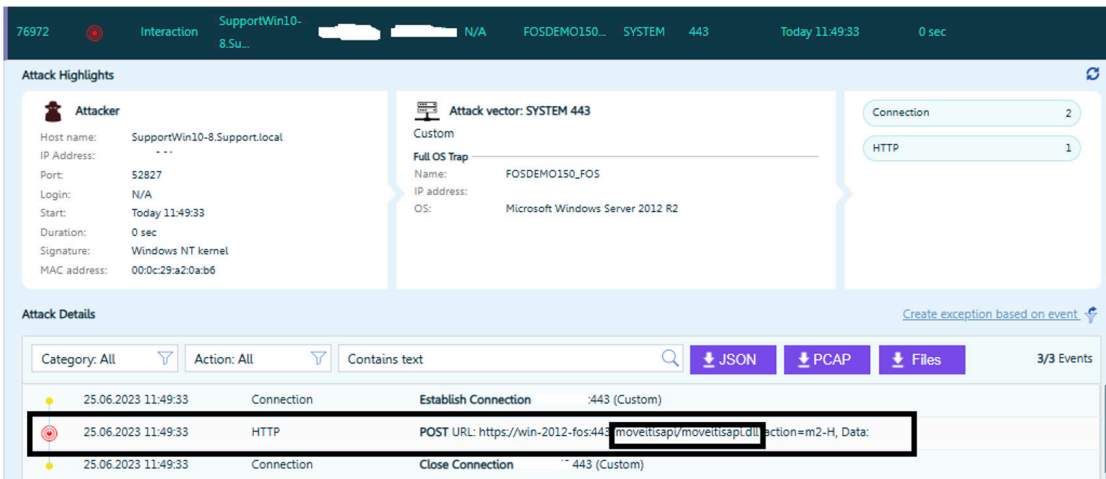 76972 Interaction SupportWin10-8.Su... N/A FOSDEMO150... SYSTEM 443 Today 11:49:33 0 sec
Attack Highlights
Attacker
Host name: SupportWin10-8.Support.local
IP Address:
Port: 52827
Login: N/A
Start: Today 11:49:33
Duration: 0 sec
Signature: Windows NT kernel
MAC address: 00:0c:29:a2:0a:b6
Attack vector: SYSTEM 443
Custom
Full OS Trap
Name: FOSDEMO150_FOS
IP address:
OS: Microsoft Windows Server 2012 R2
Connection 2
HTTP 1
Attack Details
Create exception based on event
Category: All Action: All Contains text JSON PCAP Files 3/3 Events
25.06.2023 11:49:33 Connection Establish Connection :443 (Custom)
25.06.2023 11:49:33 HTTP POST URL: https://win-2012-fos:443/moveitisapi/moveitisapi.dll?action=m2-H, Data:
25.06.2023 11:49:33 Connection Close Connection 443 (Custom)